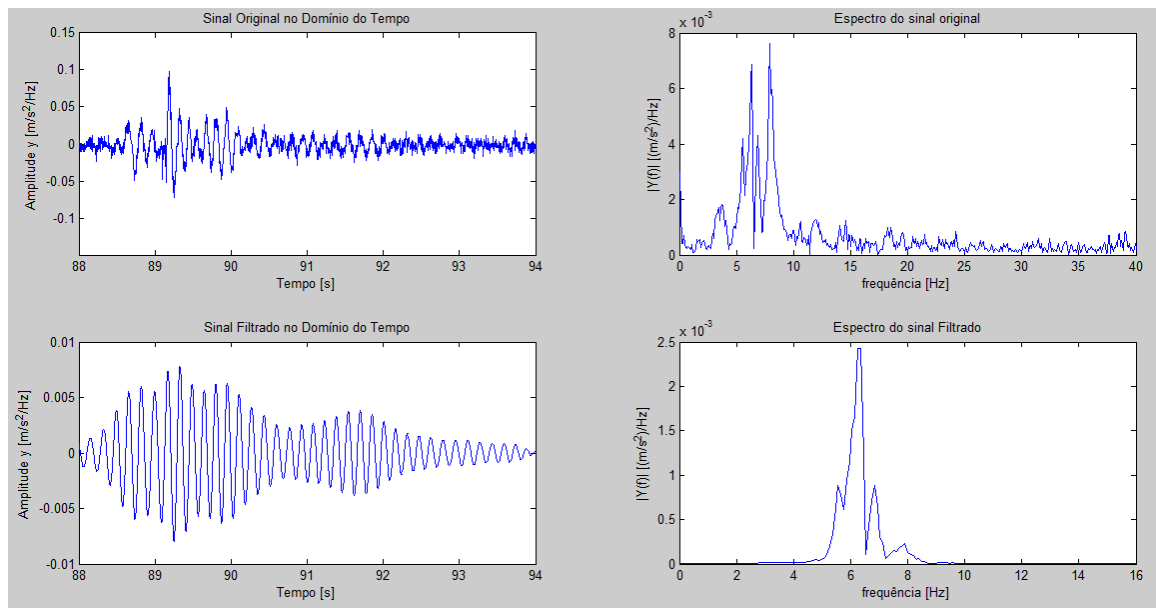 Sinal Original no Domínio do Tempo
0.15
0.1
0.05
0
-0.05
-0.1
Amplitude y [m/s²/Hz]
88 89 90 91 92 93 94
Tempo [s]
Espectro do sinal original
x 10⁻³
8
6
4
2
0
|Y(f)| [(m/s²)/Hz]
0 5 10 15 20 25 30 35 40
frequência [Hz]
Sinal Filtrado no Domínio do Tempo
0.01
0.005
0
-0.005
-0.01
Amplitude y [m/s²/Hz]
88 89 90 91 92 93 94
Tempo [s]
Espectro do sinal Filtrado
x 10⁻³
2.5
2
1.5
1
0.5
0
|Y(f)| [(m/s²)/Hz]
0 2 4 6 8 10 12 14 16
frequência [Hz]